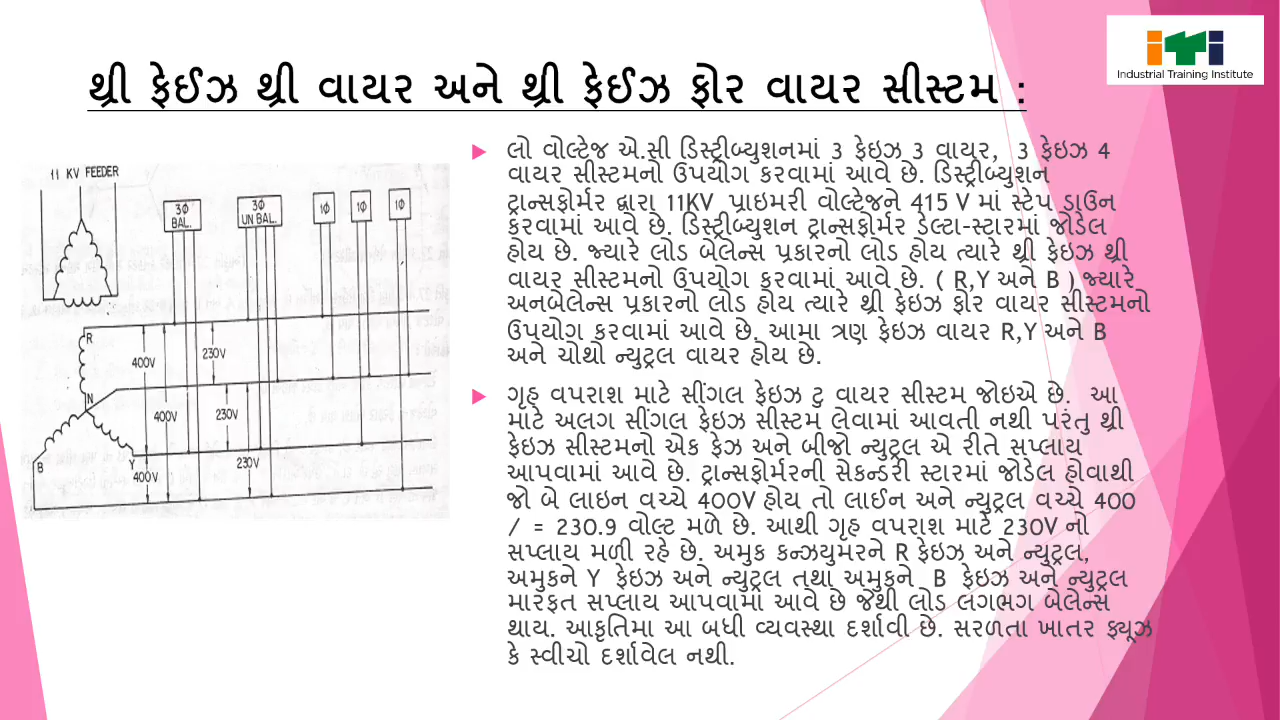 iTi
Industrial Training Institute
થ્રી ફેઈઝ થ્રી વાયર અને થ્રી ફેઈઝ ફોર વાયર સીસ્ટમ :
11 KV FEEDER
3Φ
BAL.
3Φ
UN BAL.
1Φ
1Φ
1Φ
R
400V
230V
N
400V
230V
B
Y
400V
230V
લો વોલ્ટેજ એ.સી ડિસ્ટ્રીબ્યુશનમાં 3 ફેઇઝ 3 વાયર, 3 ફેઇઝ 4
વાયર સીસ્ટમનો ઉપયોગ કરવામાં આવે છે. ડિસ્ટ્રીબ્યુશન
ટ્રાન્સફોર્મર દ્વારા 11KV પ્રાઇમરી વોલ્ટેજને 415 V માં સ્ટેપ ડાઉન
કરવામાં આવે છે. ડિસ્ટ્રીબ્યુશન ટ્રાન્સફોર્મર ડેલ્ટા-સ્ટારમાં જોડેલ
હોય છે. જ્યારે લોડ બેલેન્સ પ્રકારનો લોડ હોય ત્યારે થ્રી ફેઇઝ થ્રી
વાયર સીસ્ટમનો ઉપયોગ કરવામાં આવે છે. ( R,Y અને B ) જ્યારે
અનબેલેન્સ પ્રકારનો લોડ હોય ત્યારે થ્રી ફેઇઝ ફોર વાયર સીસ્ટમનો
ઉપયોગ કરવામાં આવે છે. આમા ત્રણ ફેઇઝ વાયર R,Y અને B
અને ચોથો ન્યુટ્રલ વાયર હોય છે.
ગૃહ વપરાશ માટે સીંગલ ફેઇઝ ટુ વાયર સીસ્ટમ જોઇએ છે. આ
માટે અલગ સીંગલ ફેઇઝ સીસ્ટમ લેવામાં આવતી નથી પરંતુ થ્રી
ફેઇઝ સીસ્ટમનો એક ફેઝ અને બીજો ન્યુટ્રલ એ રીતે સપ્લાય
આપવામાં આવે છે. ટ્રાન્સફોર્મરની સેકન્ડરી સ્ટારમાં જોડેલ હોવાથી
જો બે લાઇન વચ્ચે 400V હોય તો લાઈન અને ન્યુટ્રલ વચ્ચે 400
/ = 230.9 વોલ્ટ મળે છે. આથી ગૃહ વપરાશ માટે 230V નો
સપ્લાય મળી રહે છે. અમુક કન્ઝયુમરને R ફેઇઝ અને ન્યુટ્રલ,
અમુકને Y ફેઇઝ અને ન્યુટ્રલ તથા અમુકને B ફેઇઝ અને ન્યુટ્રલ
મારફત સપ્લાય આપવામાં આવે છે જેથી લોડ લગભગ બેલેન્સ
થાય. આકૃતિમા આ બધી વ્યવસ્થા દર્શાવી છે. સરળતા ખાતર ફ્યૂઝ
કે સ્વીચો દર્શાવેલ નથી.